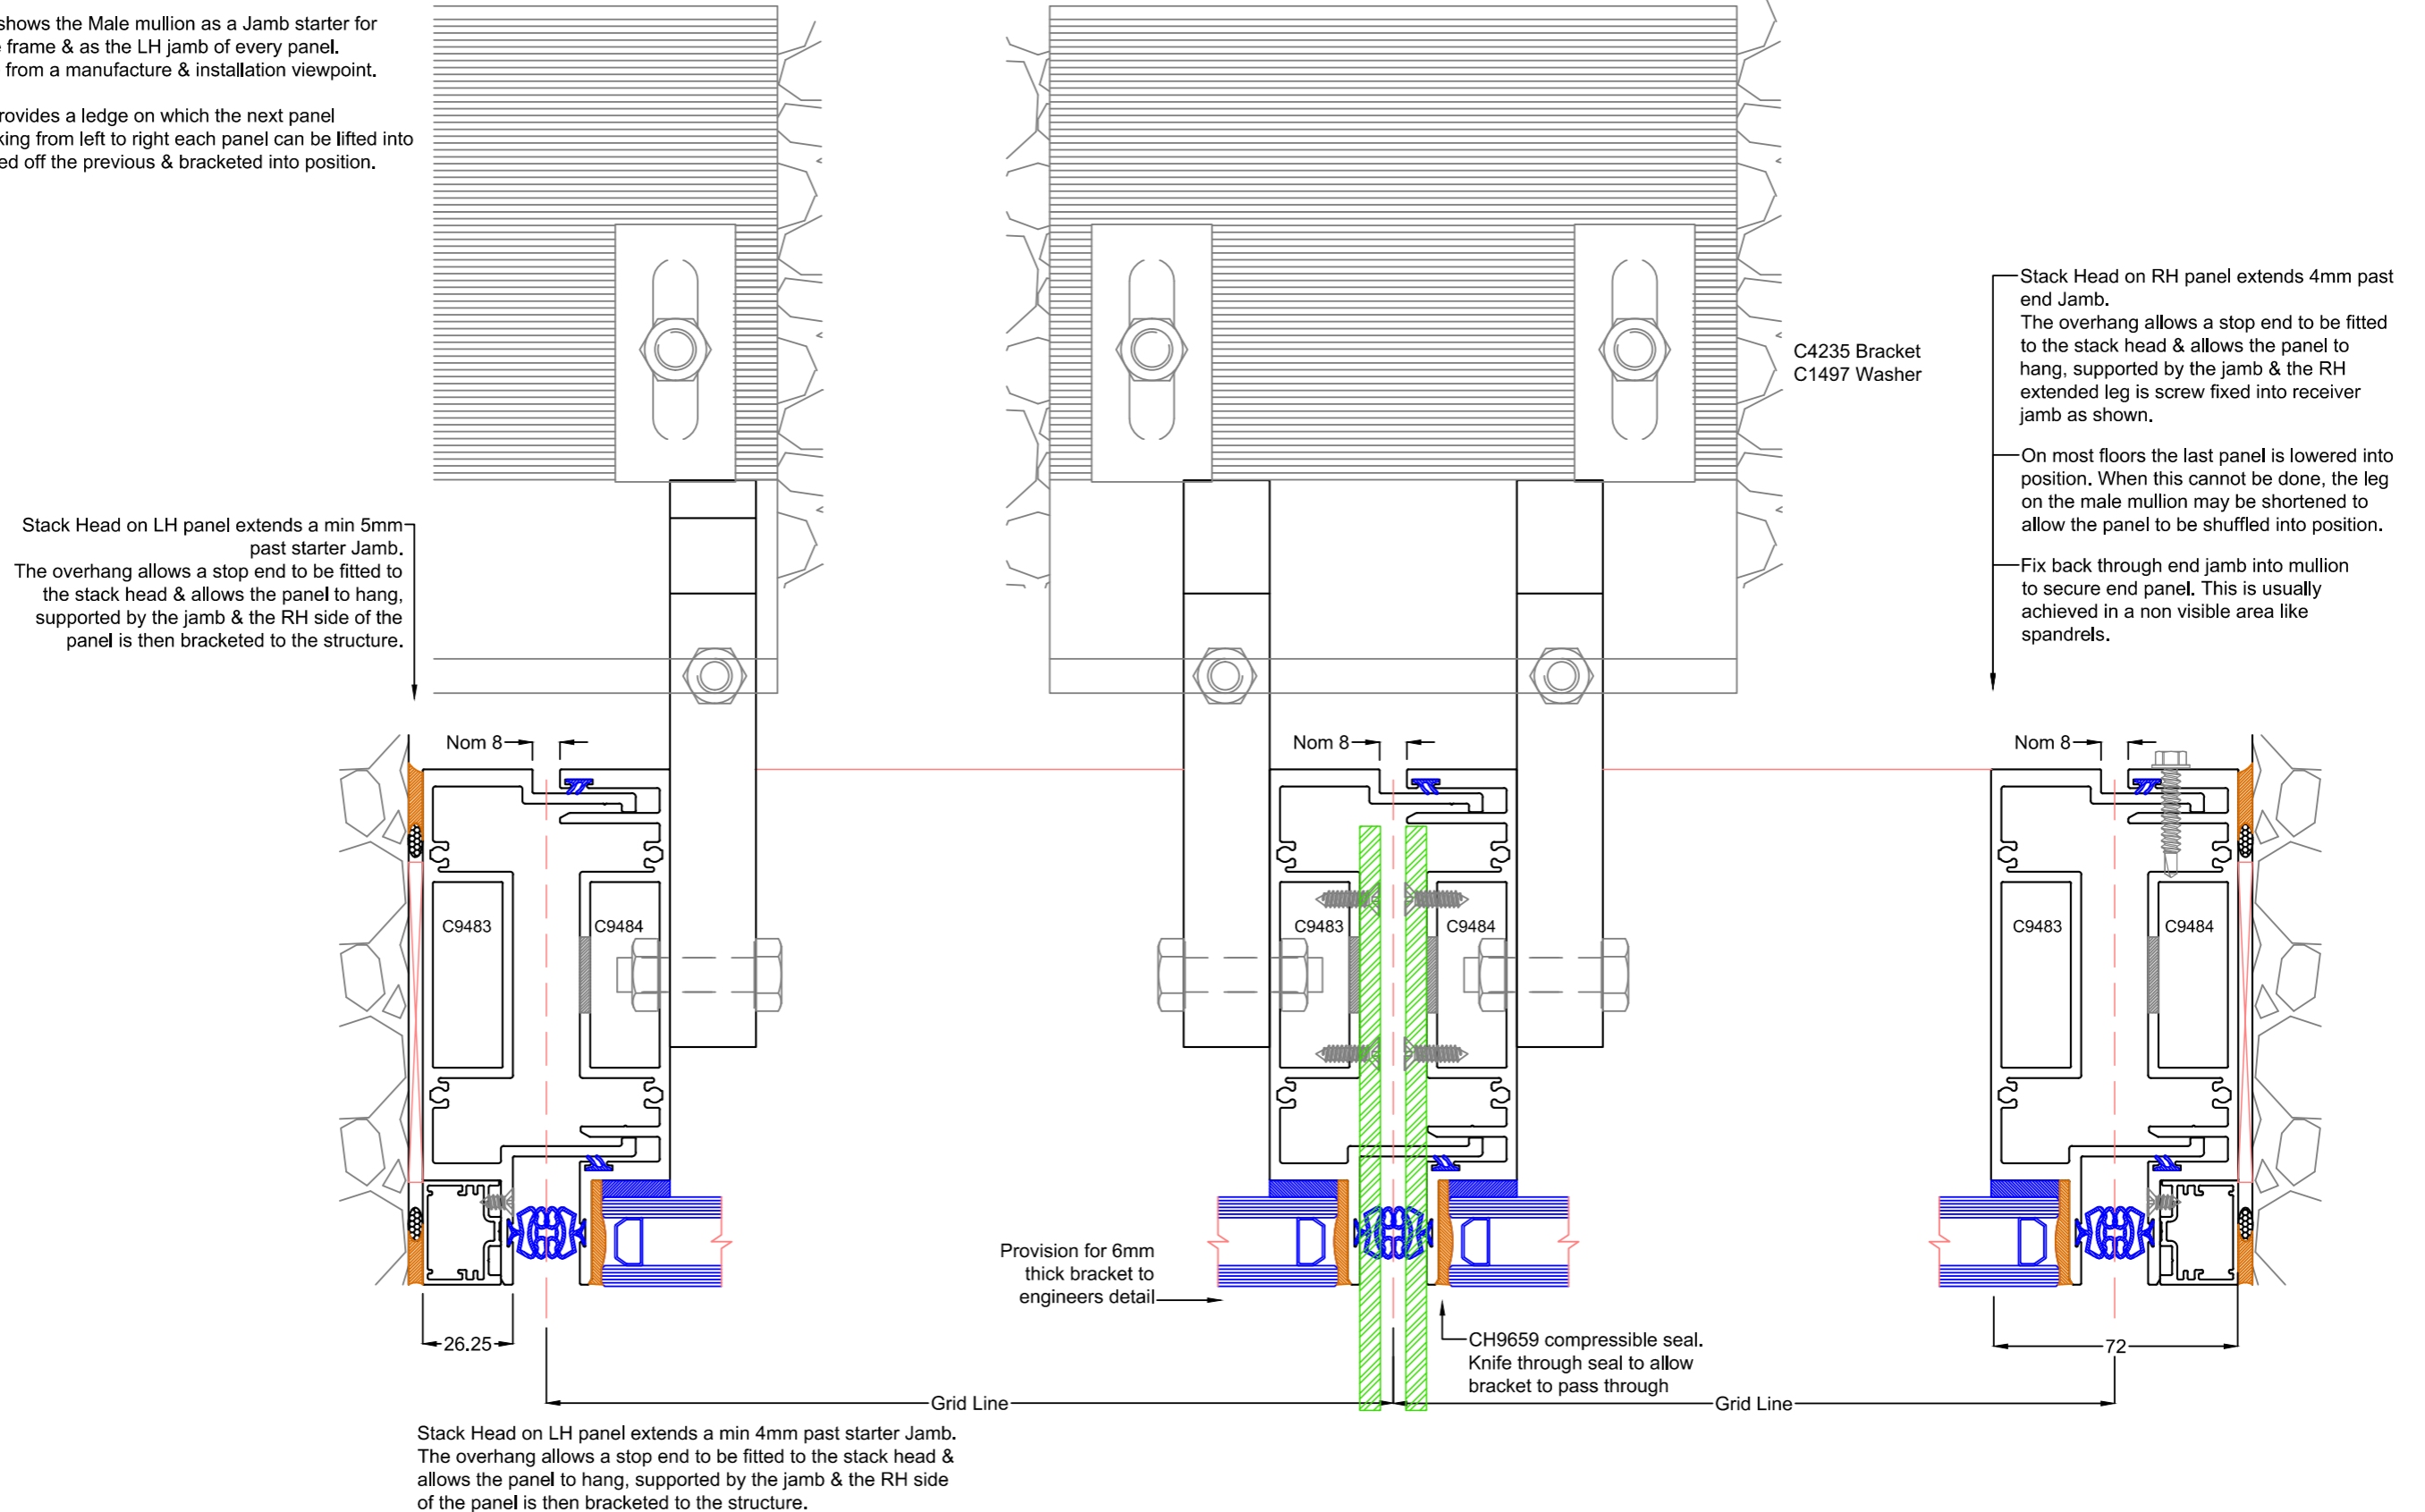 shows the Male mullion as a Jamb starter for
frame & as the LH jamb of every panel.
from a manufacture & installation viewpoint.
rovides a ledge on which the next panel
king from left to right each panel can be lifted into
ed off the previous & bracketed into position.
Stack Head on RH panel extends 4mm past
end Jamb.
The overhang allows a stop end to be fitted
to the stack head & allows the panel to
hang, supported by the jamb & the RH
extended leg is screw fixed into receiver
jamb as shown.
C4235 Bracket
C1497 Washer
On most floors the last panel is lowered into
position. When this cannot be done, the leg
on the male mullion may be shortened to
allow the panel to be shuffled into position.
Stack Head on LH panel extends a min 5mm
past starter Jamb.
The overhang allows a stop end to be fitted to
the stack head & allows the panel to hang,
supported by the jamb & the RH side of the
panel is then bracketed to the structure.
Fix back through end jamb into mullion
to secure end panel. This is usually
achieved in a non visible area like
spandrels.
Nom 8
Nom 8
Nom 8
C9483
C9484
C9483
C9484
C9483
C9484
Provision for 6mm
thick bracket to
engineers detail
26.25
CH9659 compressible seal.
Knife through seal to allow
bracket to pass through
72
Grid Line
Grid Line
Stack Head on LH panel extends a min 4mm past starter Jamb.
The overhang allows a stop end to be fitted to the stack head &
allows the panel to hang, supported by the jamb & the RH side
of the panel is then bracketed to the structure.